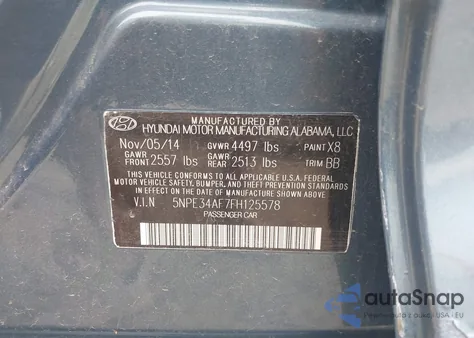 MANUFACTURED BY
HYUNDAI MOTOR MANUFACTURING ALABAMA, LLC
Nov/05/14 GVWR 4497 lbs PAINT X8
GAWR FRONT 2557 lbs GAWR REAR 2513 lbs TRIM BB
THIS VEHICLE CONFORMS TO ALL APPLICABLE U.S.A. FEDERAL
MOTOR VEHICLE SAFETY, BUMPER, AND THEFT PREVENTION
STANDARDS IN EFFECT ON THE DATE OF
MANUFACTURE SHOWN ABOVE.
V.I.N 5NPE34AF7FH125578
PASSENGER CAR
autoSnap